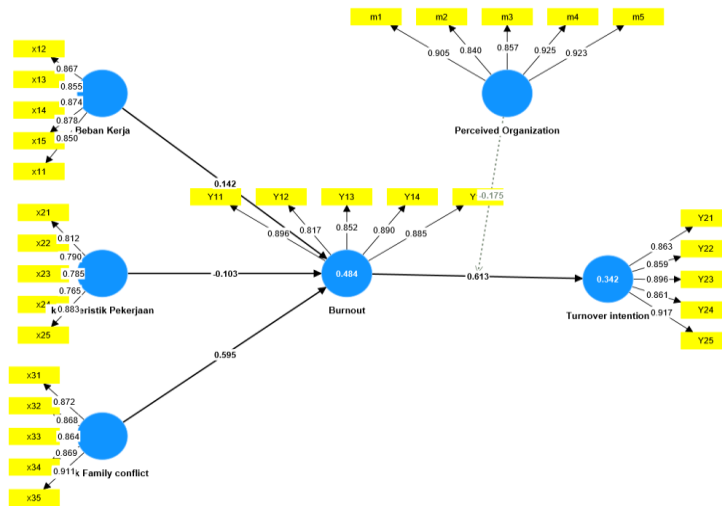 m1
m2
m3
m4
m5
0.905
0.840
0.857
0.925
0.923
Perceived Organization
x12
x13
x14
x15
x11
0.867
0.855
0.874
0.878
0.850
Beban Kerja
0.142
Y11
Y12
Y13
Y14
Y
-0.175
0.896
0.817
0.852
0.890
0.885
x21
x22
x23
x25
0.812
0.790
0.785
0.765
0.883
eristik Pekerjaan
-0.103
0.484
Burnout
0.613
0.342
Turnover intention
Y21
Y22
Y23
Y24
Y25
0.863
0.859
0.896
0.861
0.917
0.595
x31
x32
x33
x34
x35
0.872
0.868
0.864
0.869
0.911
Family conflict